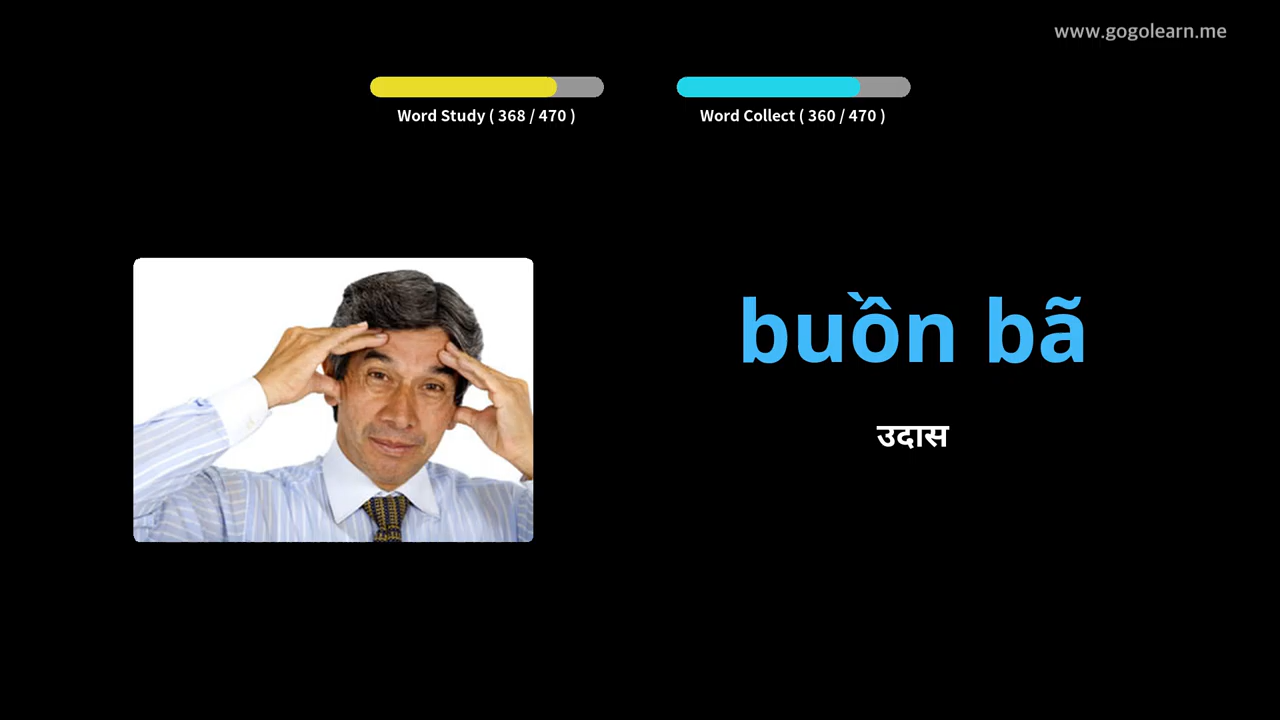 www.gogolearn.me
Word Study ( 368 / 470 )
Word Collect ( 360 / 470 )
buồn bã
उदास